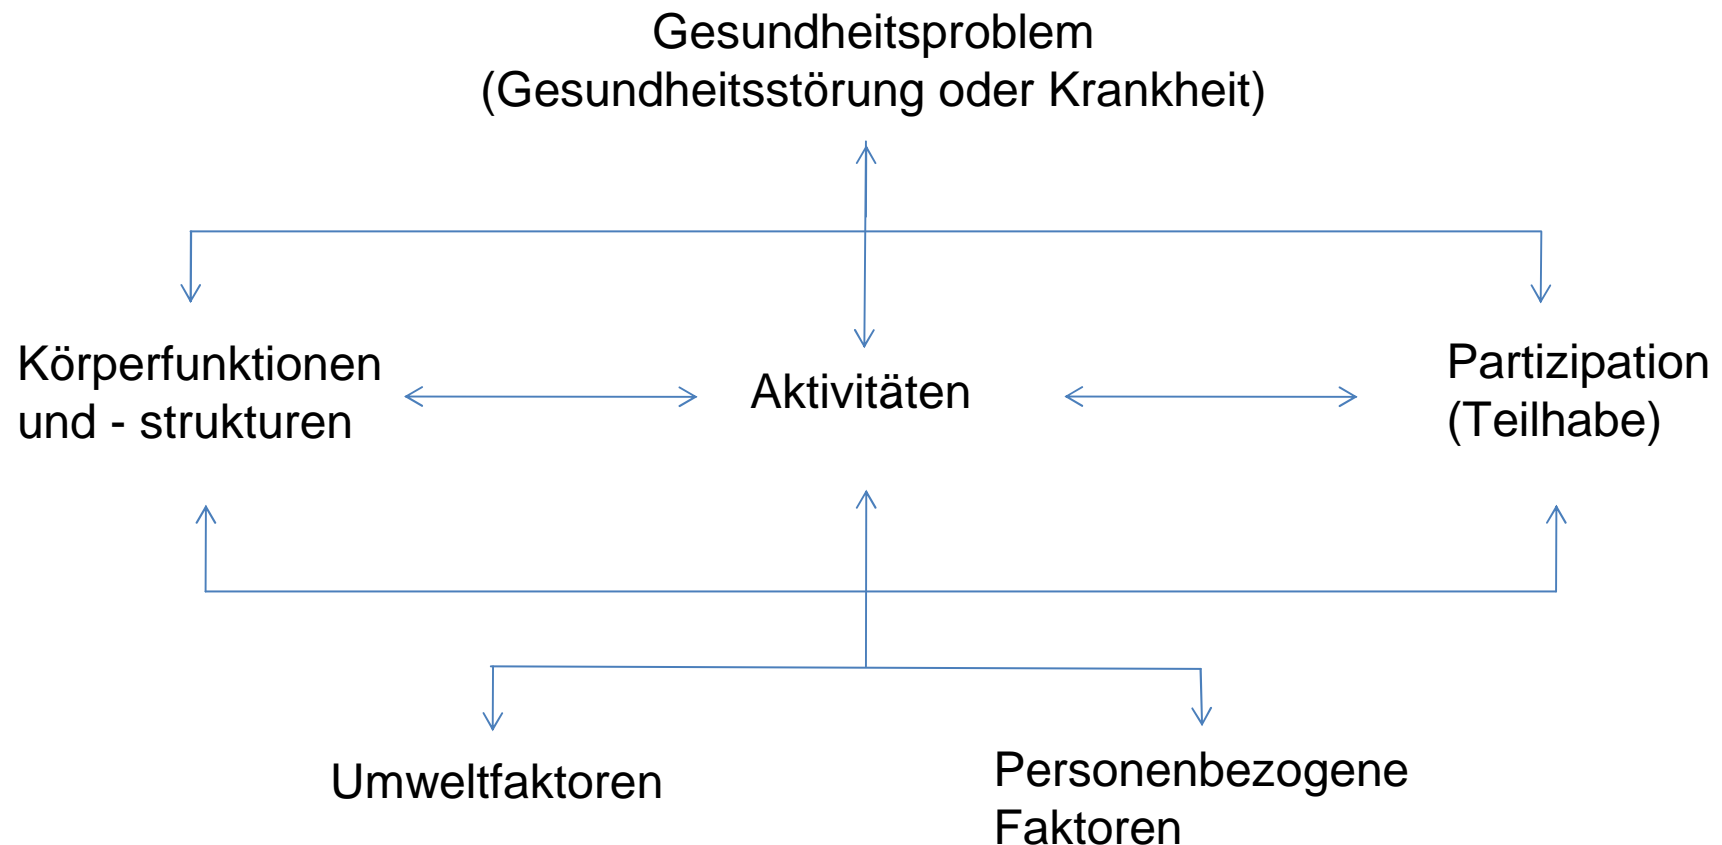 Gesundheitsproblem
(Gesundheitsstörung oder Krankheit)
Körperfunktionen
und - strukturen
Aktivitäten
Partizipation
(Teilhabe)
Umweltfaktoren
Personenbezogene
Faktoren